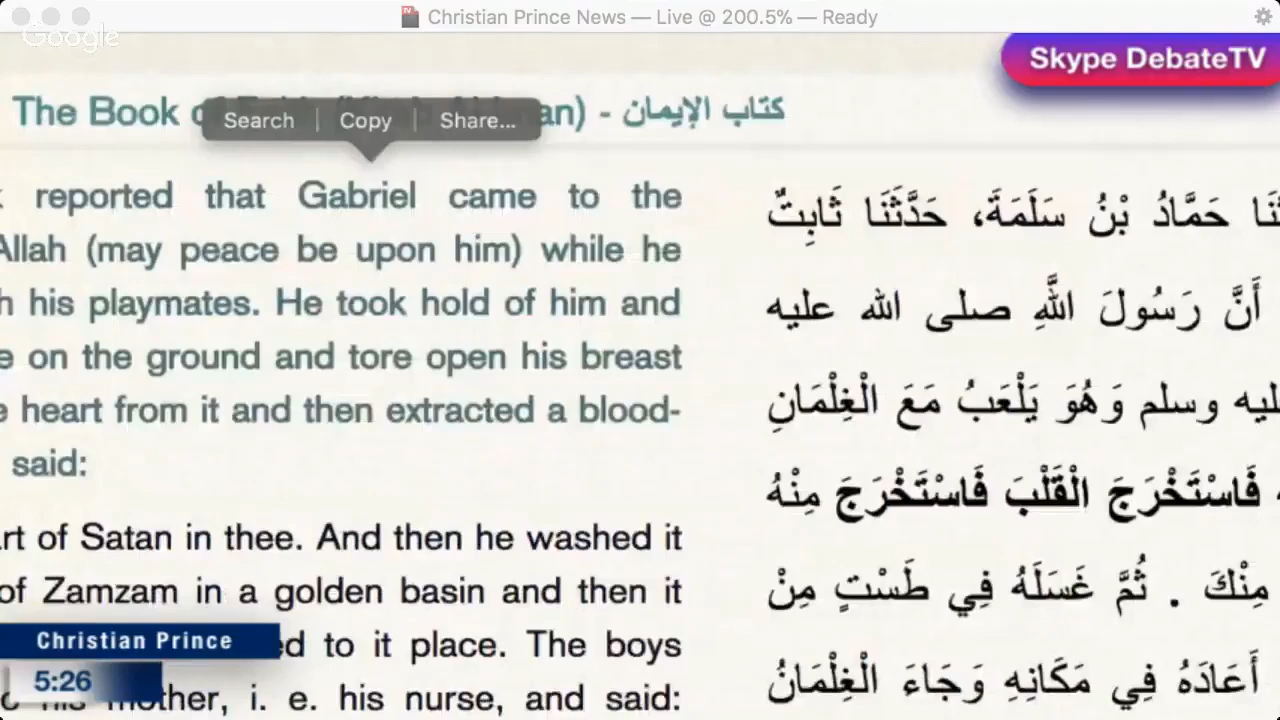 Christian Prince News — Live @ 200.5% — Ready
Google
Skype DebateTV
The Book an) - كتاب الإيمان
Search | Copy | Share...
reported that Gabriel came to the
Allah (may peace be upon him) while he
his playmates. He took hold of him and
on the ground and tore open his breast
heart from it and then extracted a blood-
said:
of Satan in thee. And then he washed it
of Zamzam in a golden basin and then it
to it place. The boys
i. e. his nurse, and said:
حَمَّادُ بْنُ سَلَمَةَ، حَدَّثَنَا ثَابِتٌ
أَنَّ رَسُولَ اللَّهِ صلى الله عليه
وسلم وَهُوَ يَلْعَبُ مَعَ الْغِلْمَانِ
فَاسْتَخْرَجَ الْقَلْبَ فَاسْتَخْرَجَ مِنْهُ
مِنْكَ . ثُمَّ غَسَلَهُ فِي طَسْتٍ مِنْ
أَعَادَهُ فِي مَكَانِهِ وَجَاءَ الْغِلْمَانُ
Christian Prince
5:26